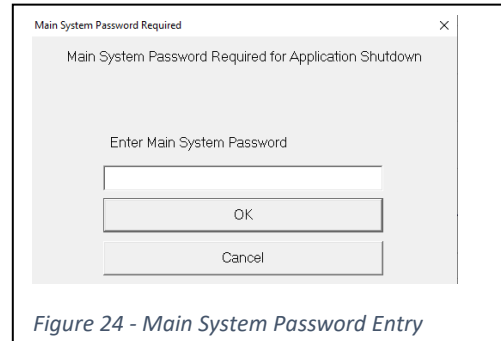 Main System Password Required
Main System Password Required for Application Shutdown
Enter Main System Password
OK
Cancel
Figure 24 - Main System Password Entry